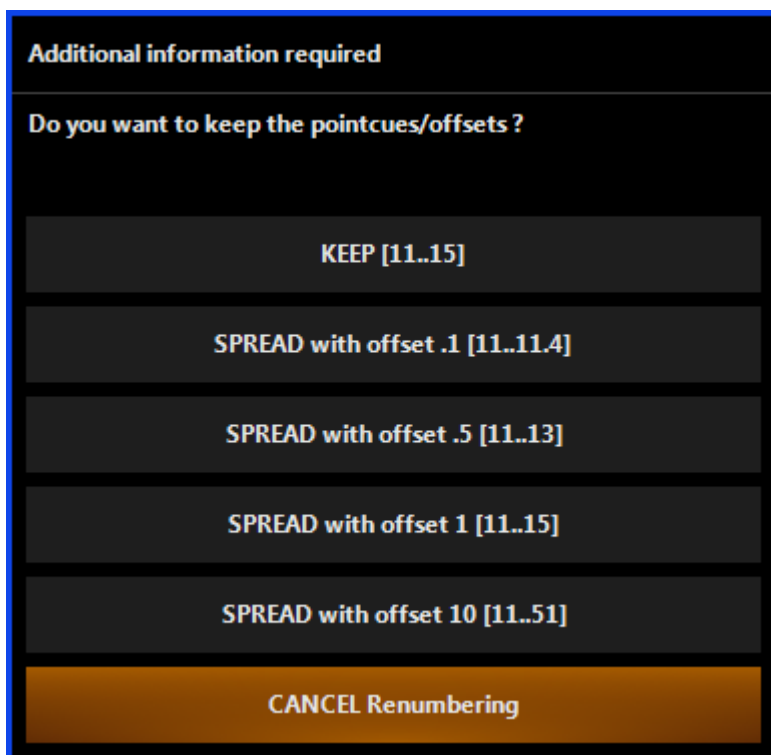 Additional information required
Do you want to keep the pointcues/offsets ?
KEEP [11..15]
SPREAD with offset .1 [11..11.4]
SPREAD with offset .5 [11..13]
SPREAD with offset 1 [11..15]
SPREAD with offset 10 [11..51]
CANCEL Renumbering